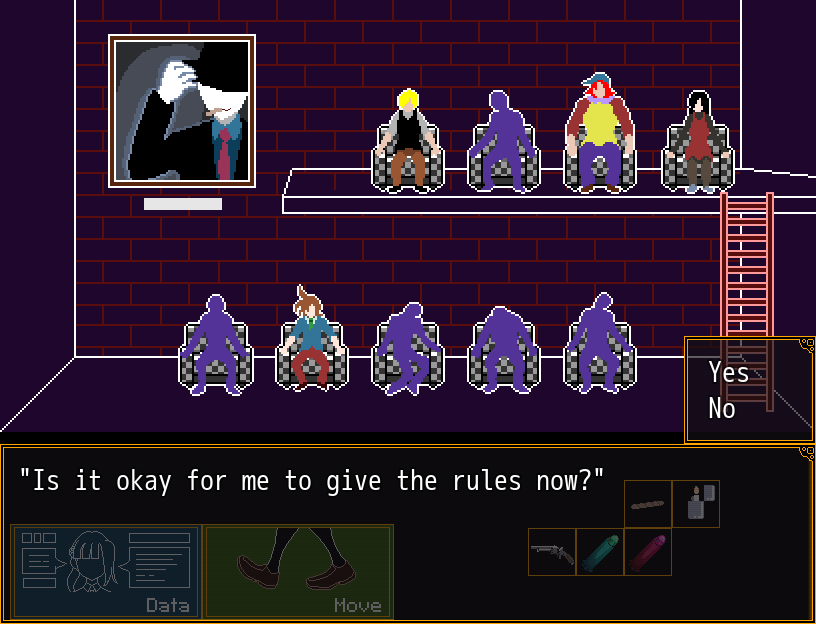 Yes
No
"Is it okay for me to give the rules now?"
Data
Move